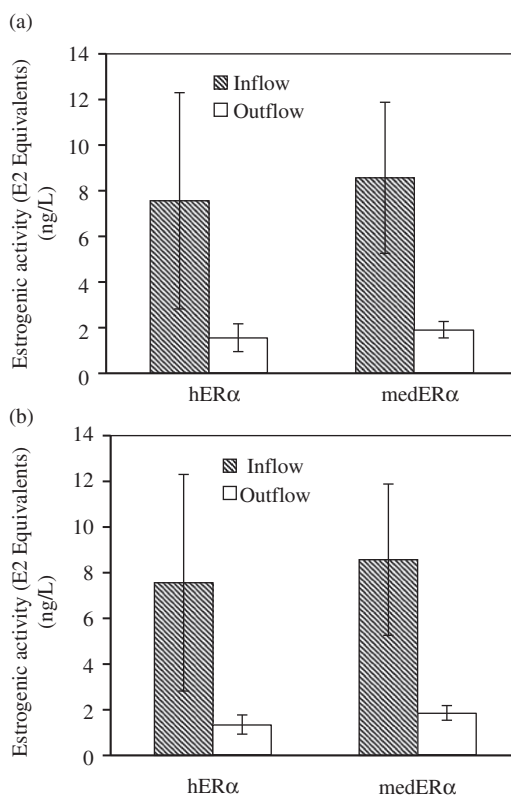 (a)
Estrogenic activity (E2 Equivalents)
(ng/L)
14
12
10
8
6
4
2
0
Inflow
Outflow
hERα
medERα
(b)
Estrogenic activity (E2 Equivalents)
(ng/L)
14
12
10
8
6
4
2
0
Inflow
Outflow
hERα
medERα